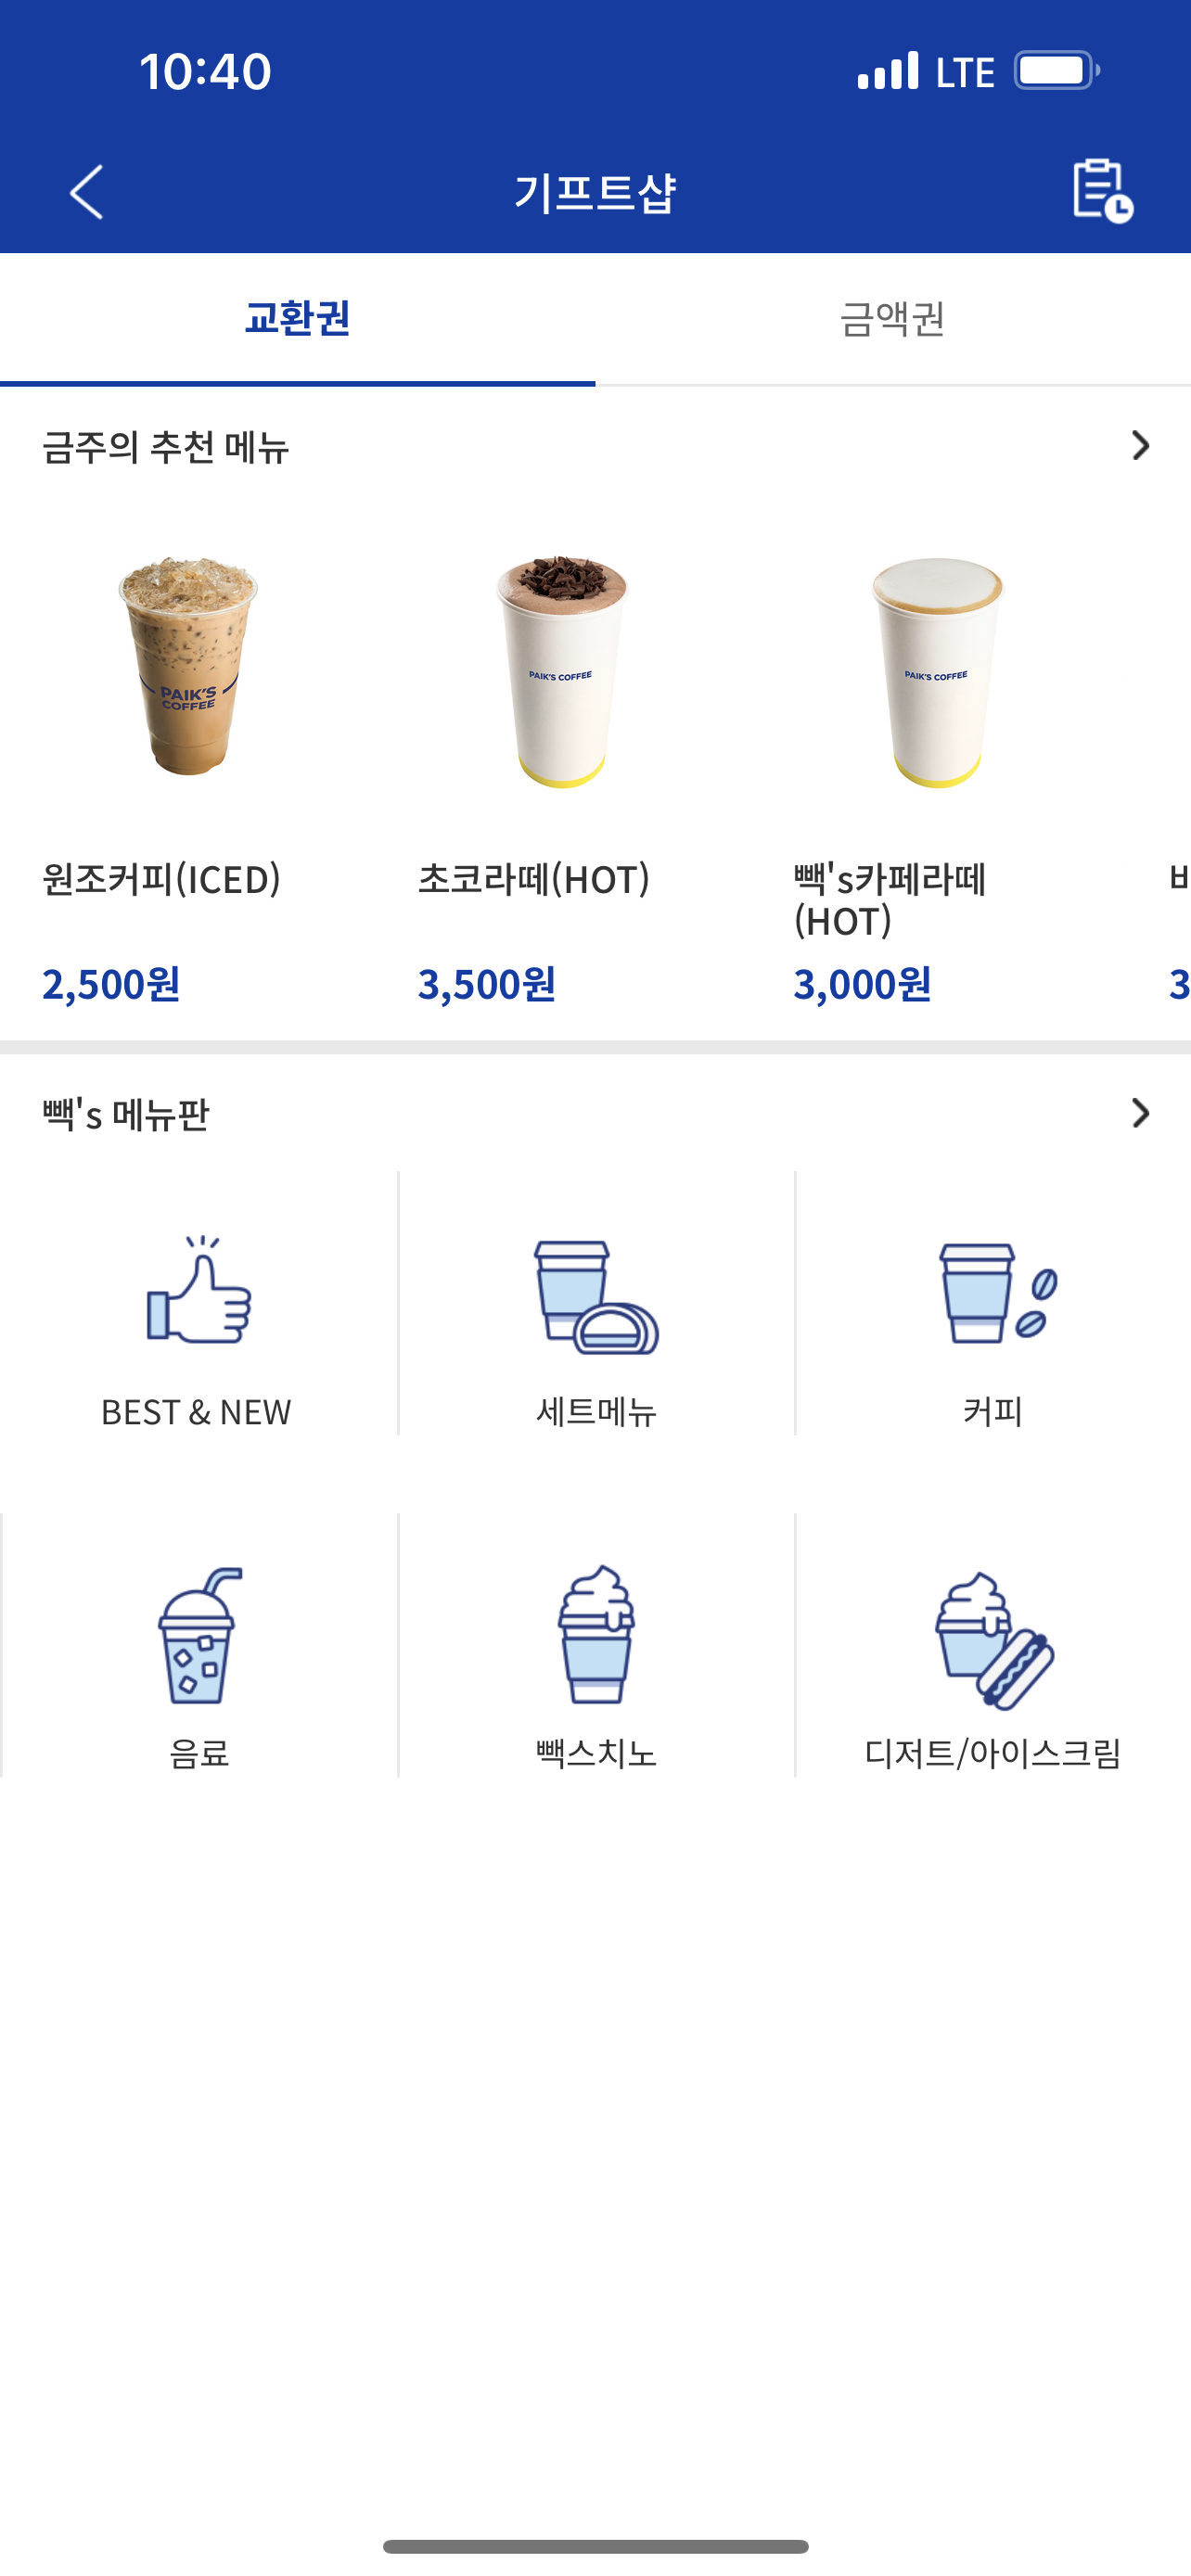 10:40
LTE
기프트샵
교환권
금액권
금주의 추천 메뉴
PAIK'S
COFFEE
PAIK'S COFFEE
PAIK'S COFFEE
원조커피(ICED)
초코라떼(HOT)
빽's카페라떼
(HOT)
2,500원
3,500원
3,000원
3
빽's 메뉴판
BEST & NEW
세트메뉴
커피
음료
빽스치노
디저트/아이스크림